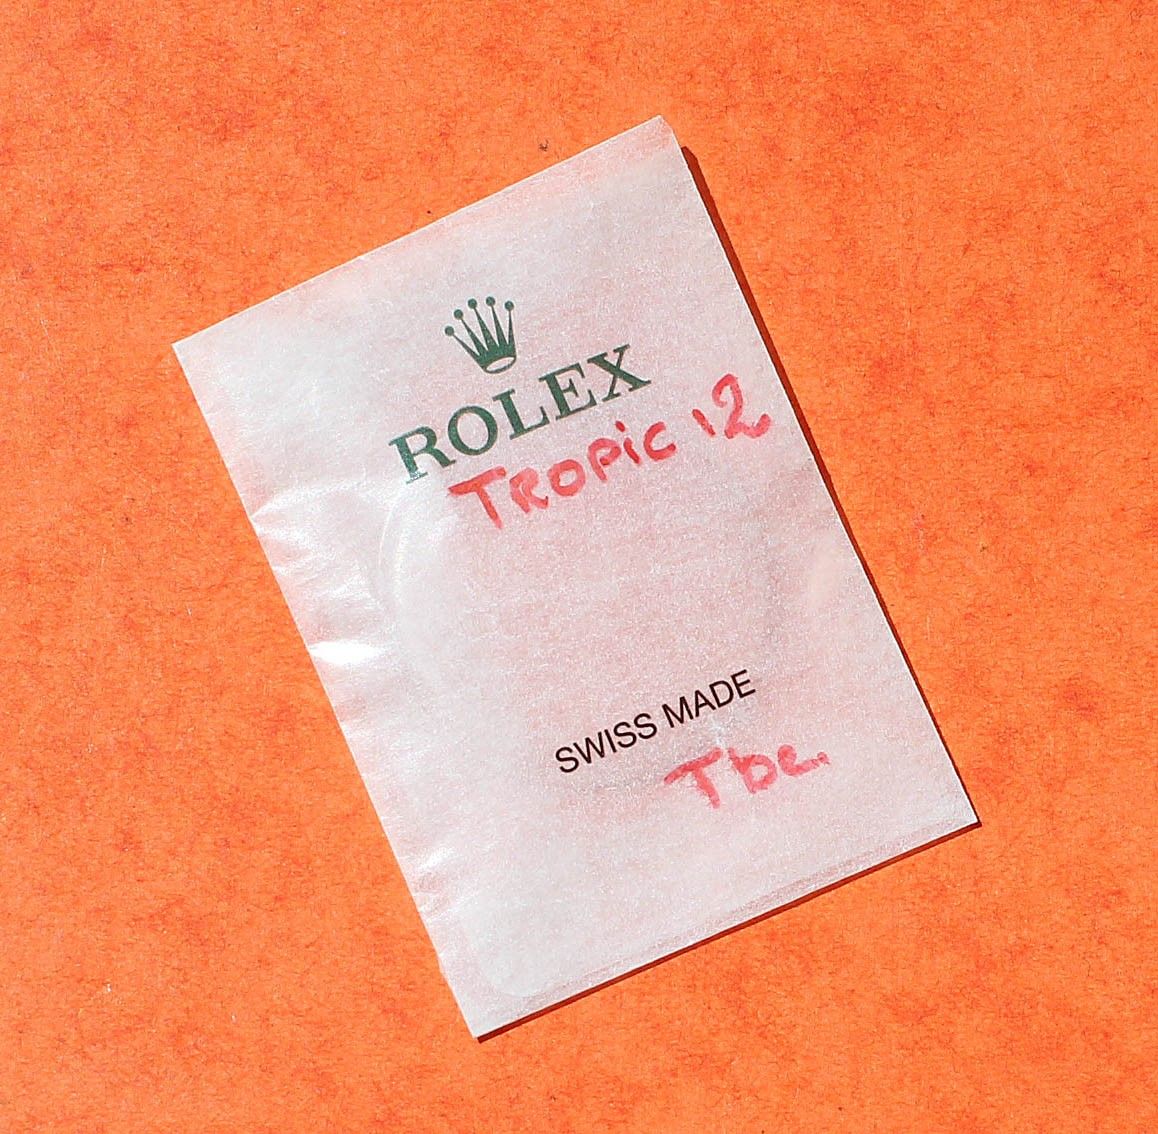 ROLEX
TROPiC 12
SWISS MADE
Tbe.